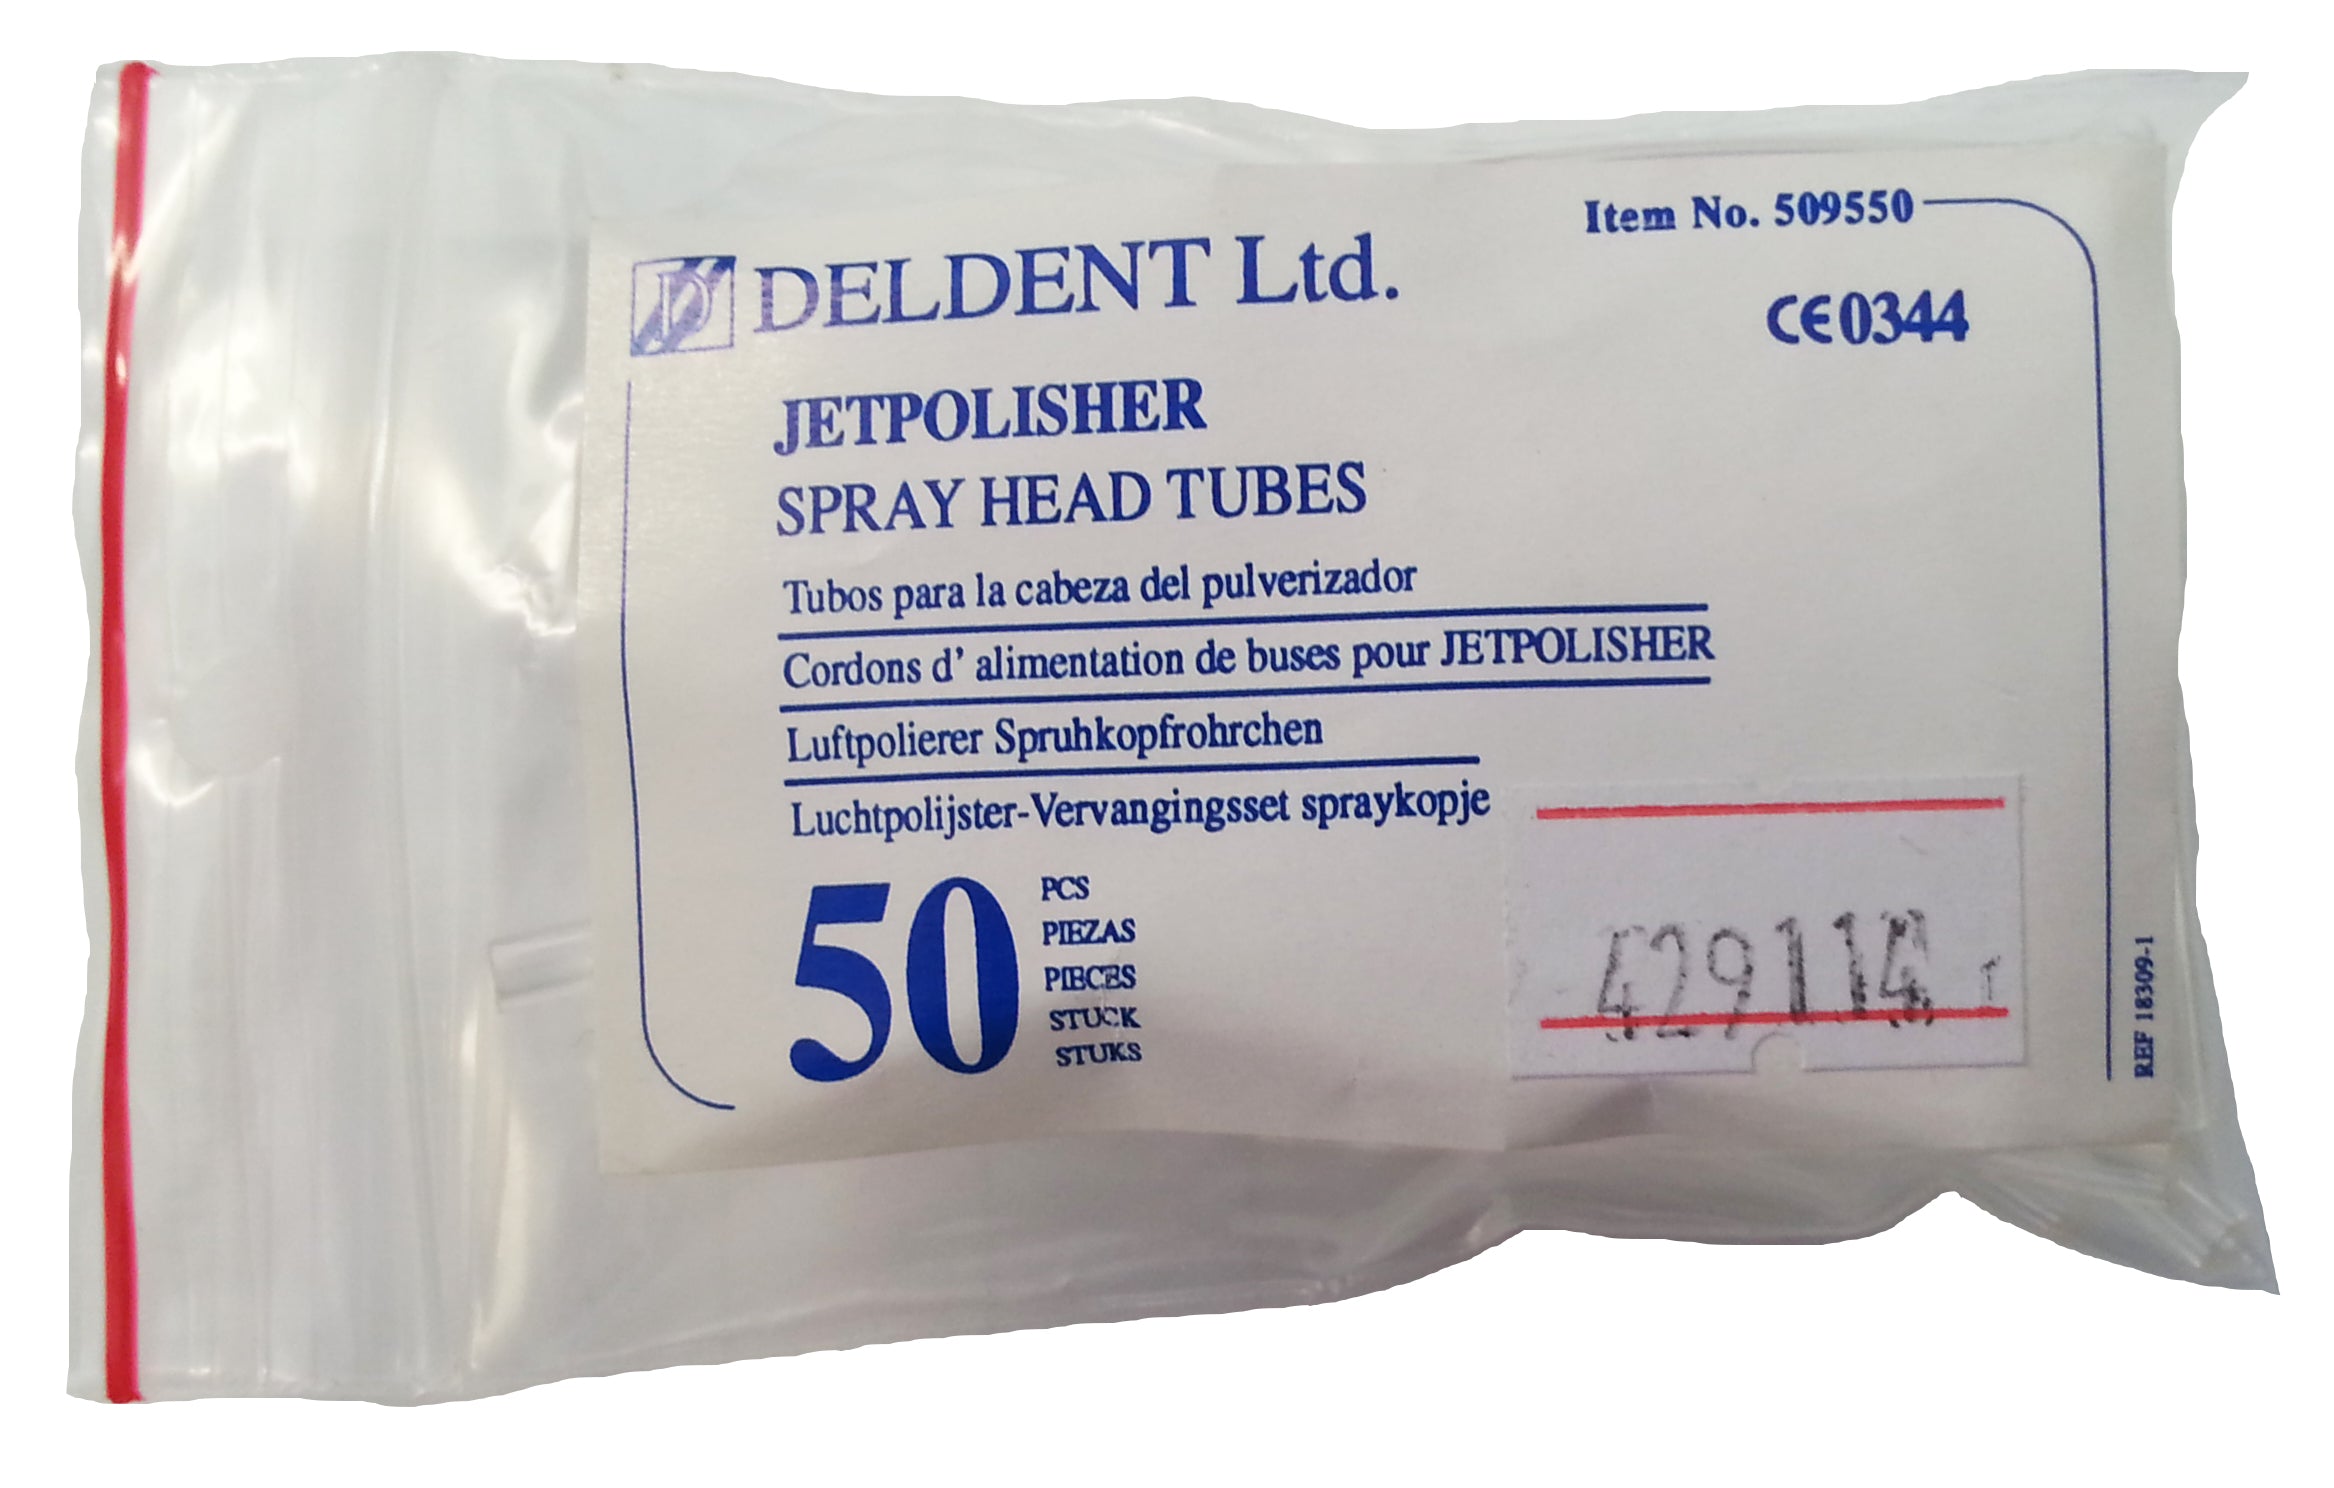 Item No. 509550
DELDENT Ltd.
CE0344
JETPOLISHER
SPRAY HEAD TUBES
Tubos para la cabeza del pulverizador
Cordons d' alimentation de buses pour JETPOLISHER
Luftpolierer Spruhkopfrohrchen
Luchtpolijster-Vervangingsset spraykopje
50
PCS
PIEZAS
PIECES
STUCK
STUKS
429114
REF 18309-1